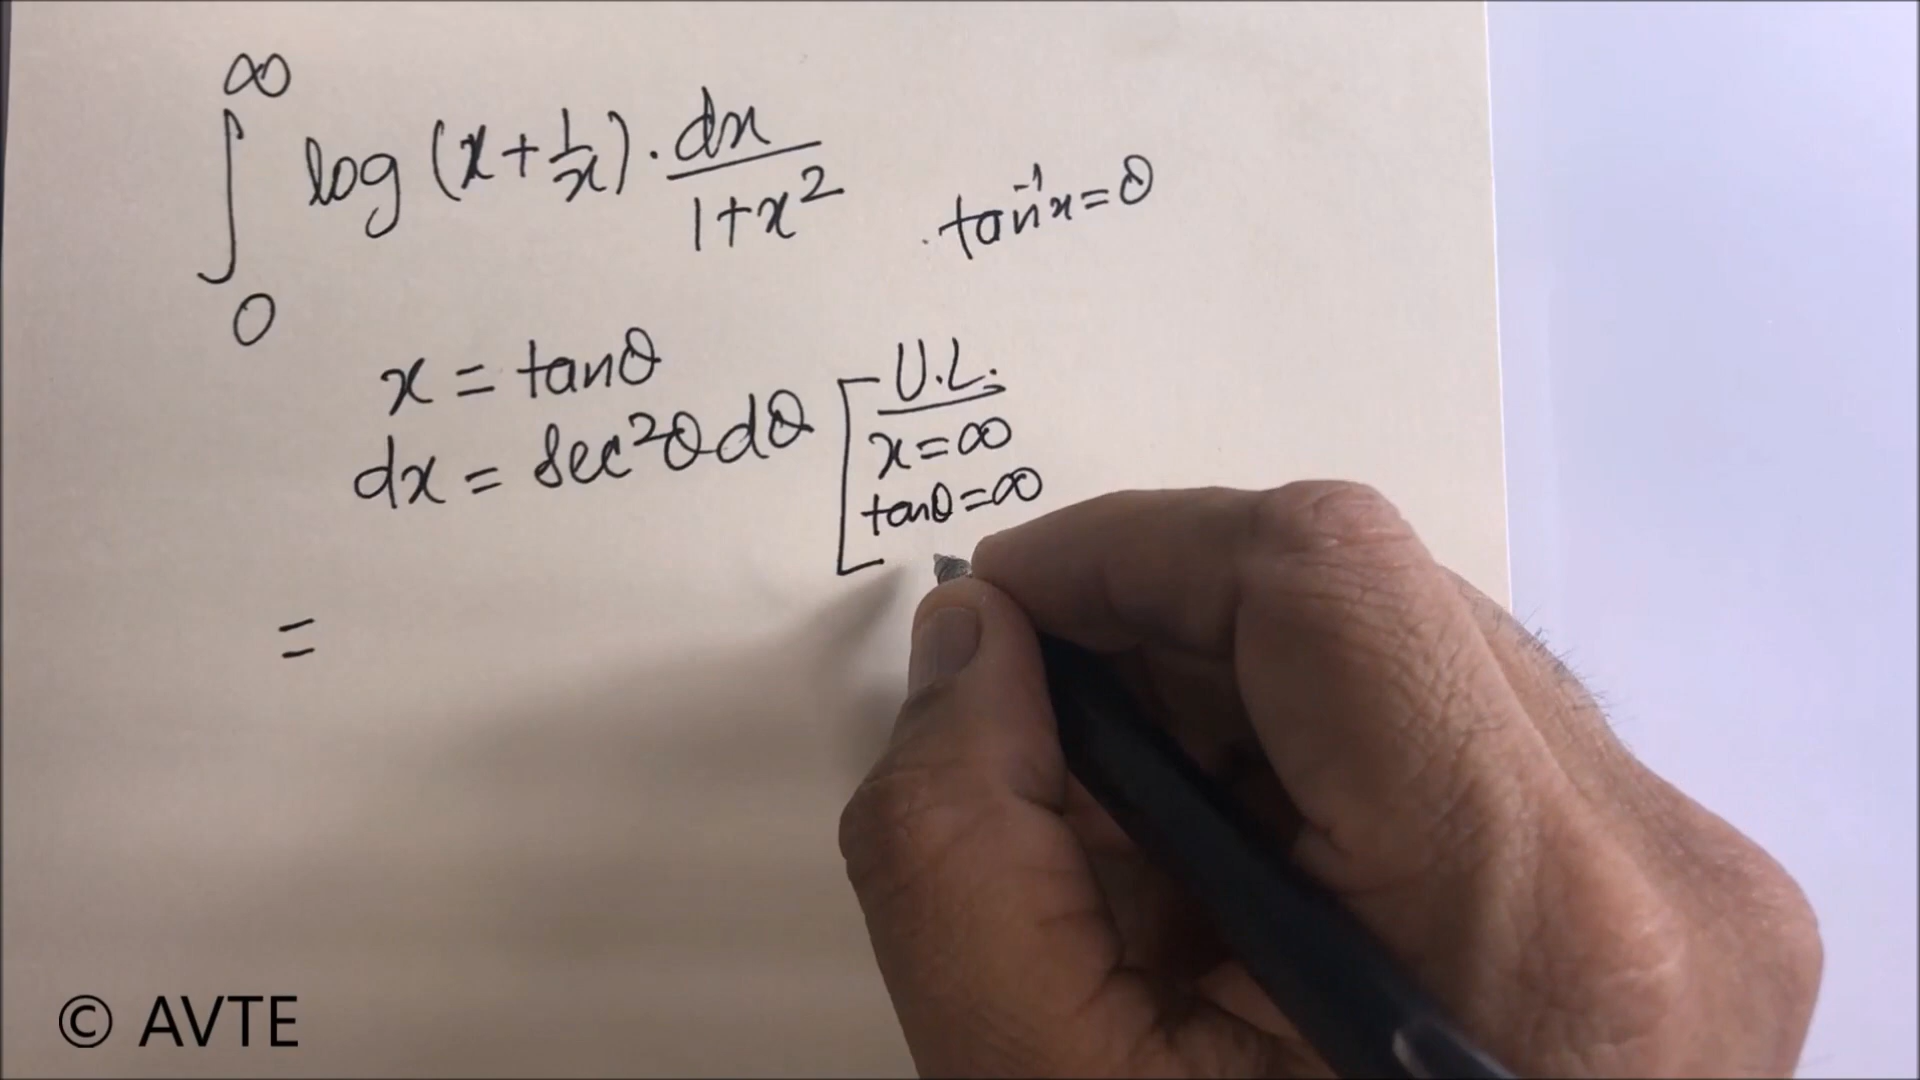 ∞
∫ log (x + 1/x) · dx/(1+x²)
0
tan⁻¹x = θ
x = tanθ
dx = sec²θ dθ
U.L.
x = ∞
tanθ = ∞
=
© AVTE